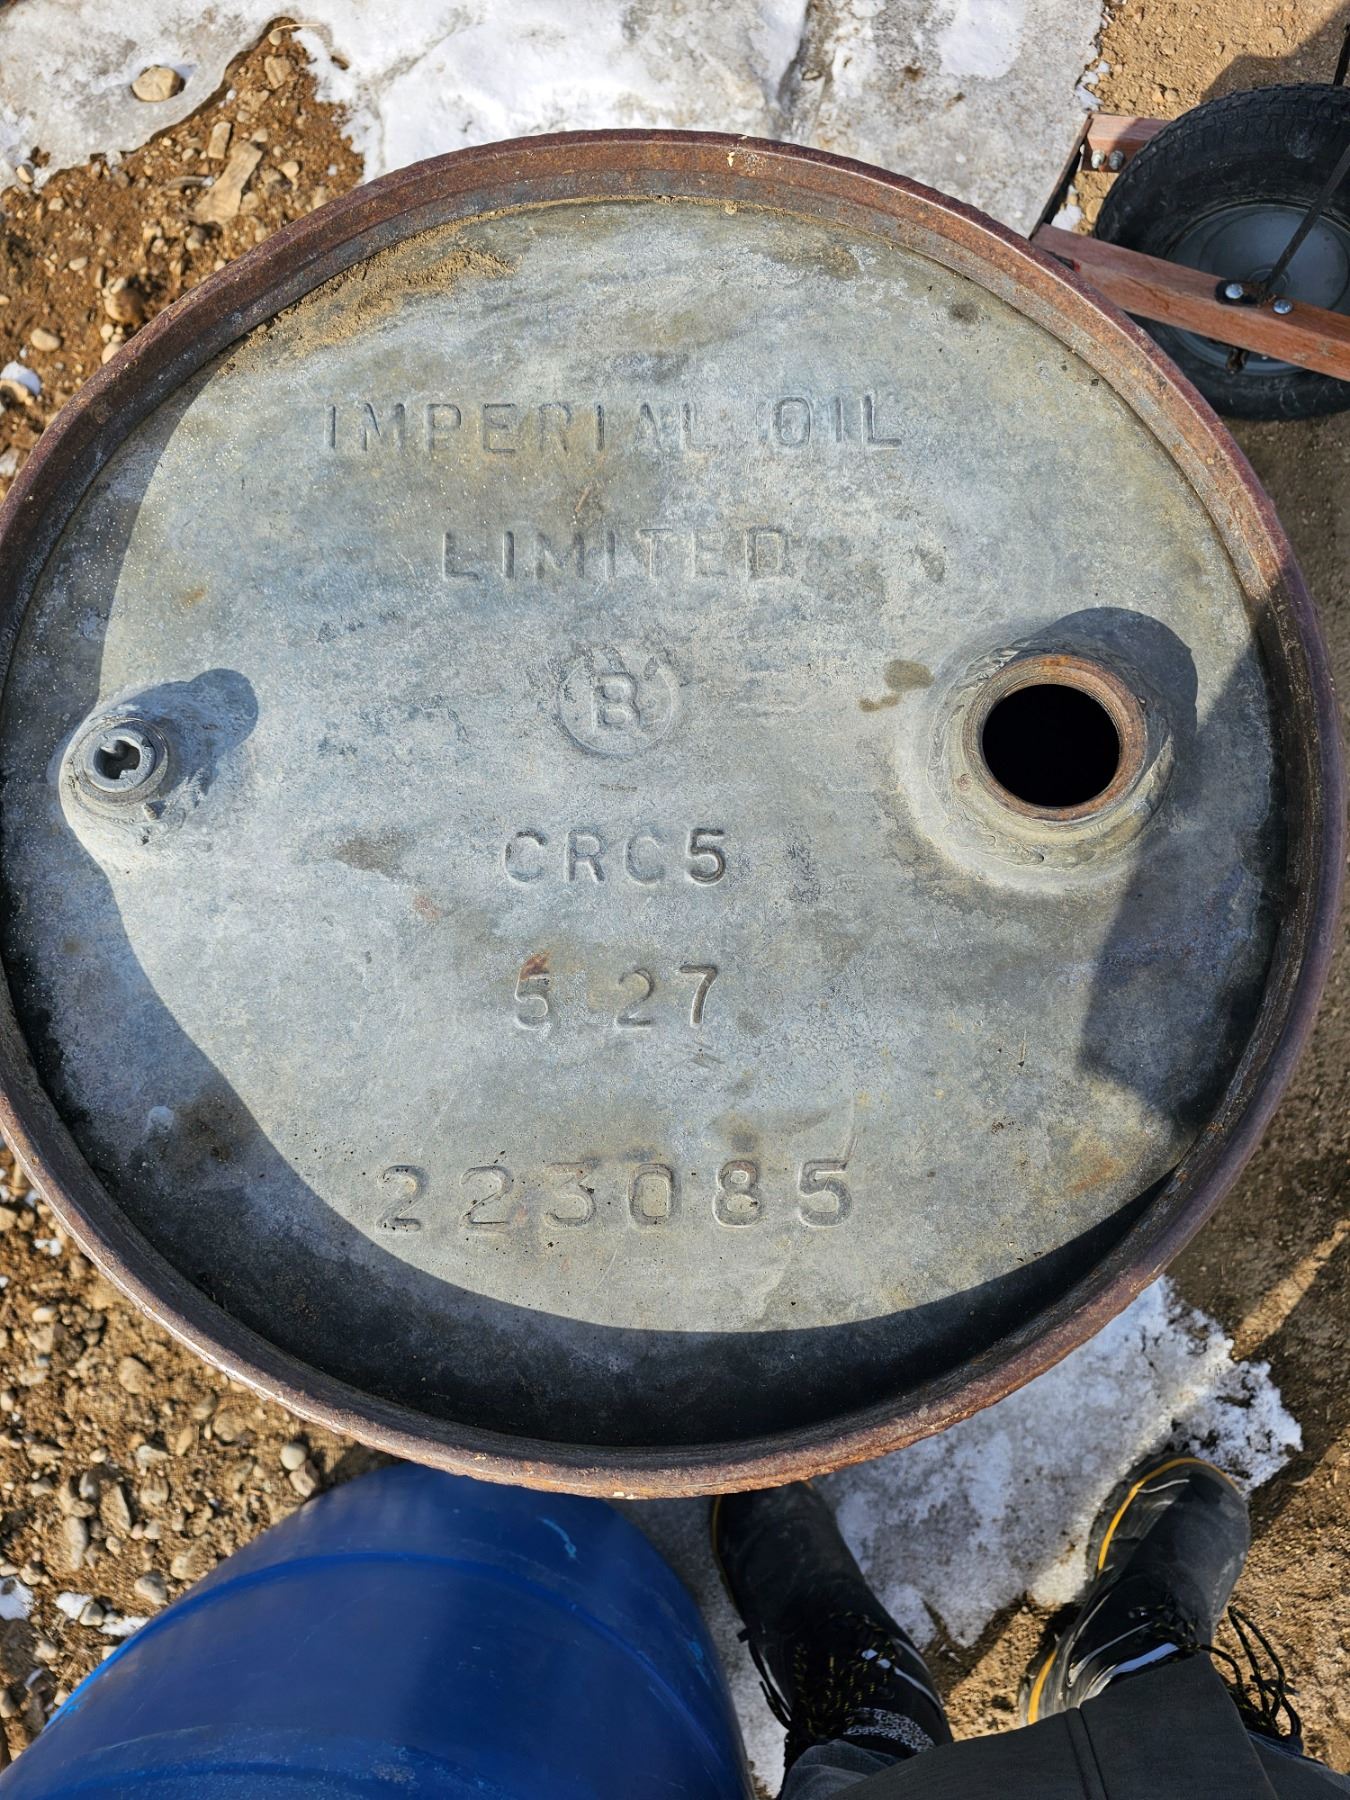 IMPERIAL OIL
LIMITED
B
CRC5
5 27
223085